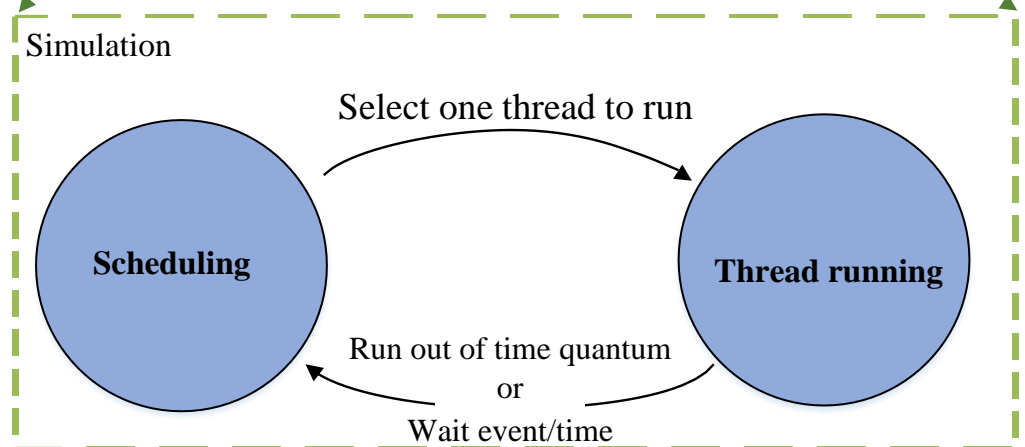 Simulation
Select one thread to run
Scheduling
Thread running
Run out of time quantum
or
Wait event/time